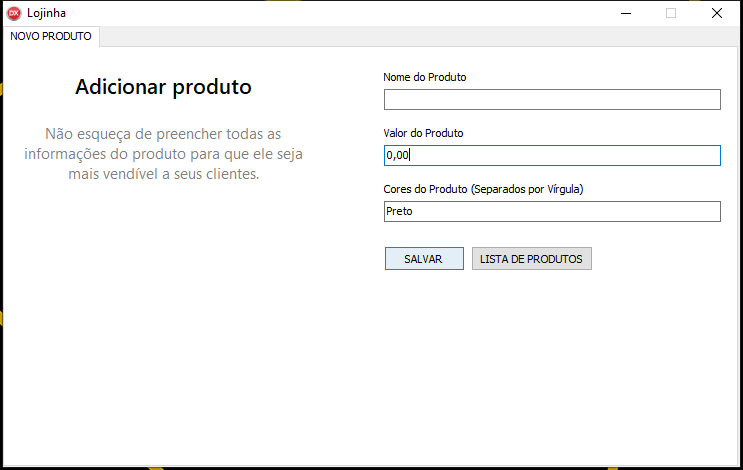 DX Lojinha
NOVO PRODUTO
Adicionar produto
Não esqueça de preencher todas as
informações do produto para que ele seja
mais vendível a seus clientes.
Nome do Produto
Valor do Produto
0,00
Cores do Produto (Separados por Vírgula)
Preto
SALVAR
LISTA DE PRODUTOS